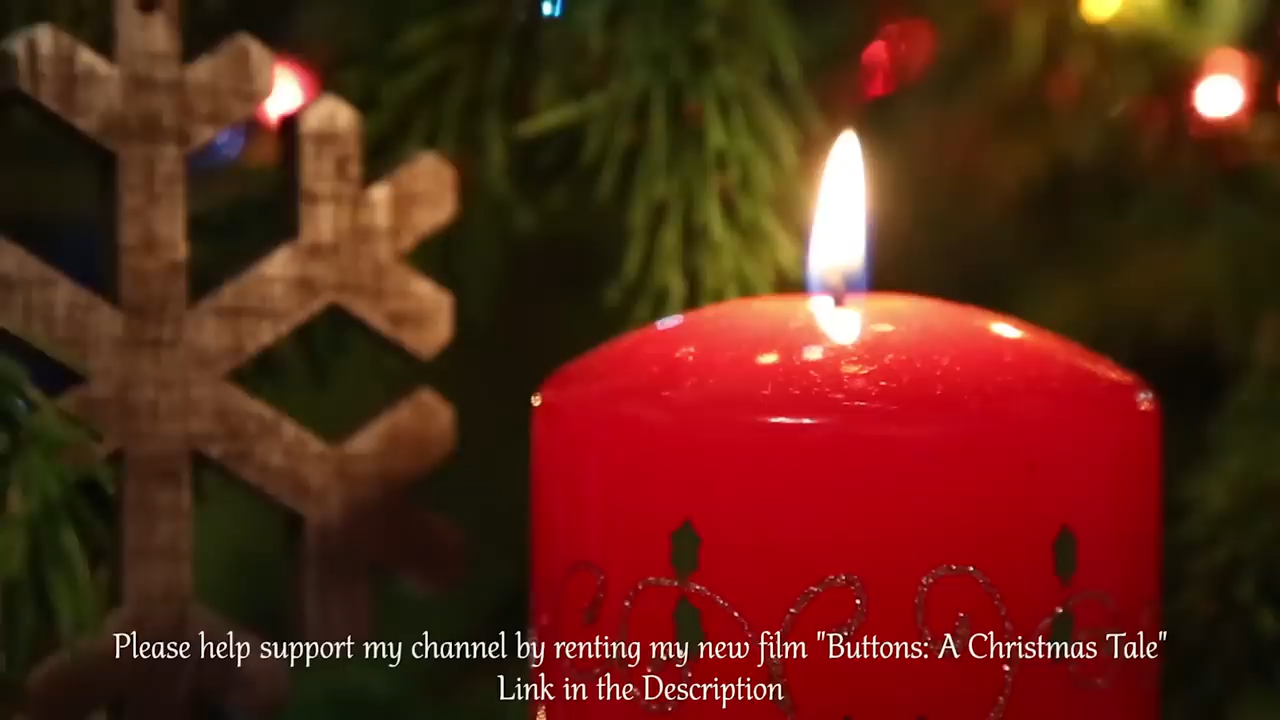 Please help support my channel by renting my new film "Buttons: A Christmas Tale"
Link in the Description